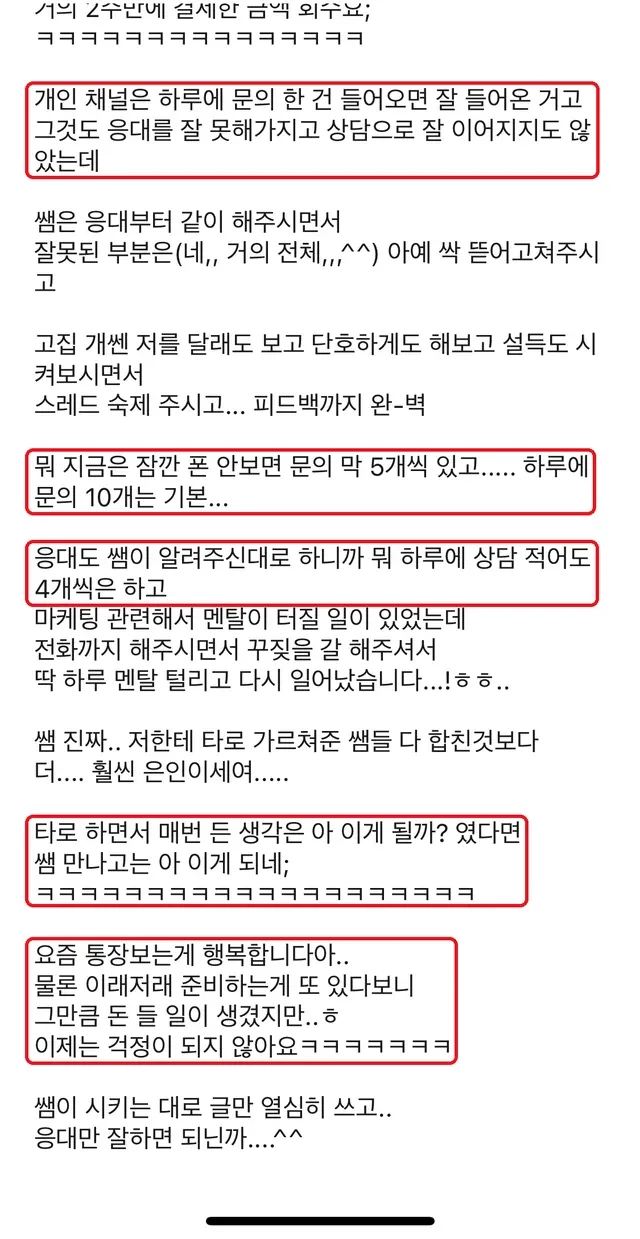 거의 2주만에 결제한 금액 회수요;
ㅋㅋㅋㅋㅋㅋㅋㅋㅋㅋㅋㅋㅋㅋㅋ
개인 채널은 하루에 문의 한 건 들어오면 잘 들어온 거고
그것도 응대를 잘 못해가지고 상담으로 잘 이어지지도 않
았는데
쌤은 응대부터 같이 해주시면서
잘못된 부분은(네,, 거의 전체,,,^^) 아예 싹 뜯어고쳐주시
고
고집 개쎈 저를 달래도 보고 단호하게도 해보고 설득도 시
켜보시면서
스레드 숙제 주시고... 피드백까지 완-벽
뭐 지금은 잠깐 폰 안보면 문의 막 5개씩 있고..... 하루에
문의 10개는 기본...
응대도 쌤이 알려주신대로 하니까 뭐 하루에 상담 적어도
4개씩은 하고
마케팅 관련해서 멘탈이 터질 일이 있었는데
전화까지 해주시면서 꾸짖을 갈 해주셔서
딱 하루 멘탈 털리고 다시 일어났습니다...!ㅎㅎ..
쌤 진짜.. 저한테 타로 가르쳐준 쌤들 다 합친것보다
더.... 훨씬 은인이세여.....
타로 하면서 매번 든 생각은 아 이게 될까? 였다면
쌤 만나고는 아 이게 되네;
ㅋㅋㅋㅋㅋㅋㅋㅋㅋㅋㅋㅋㅋㅋㅋㅋㅋㅋㅋㅋ
요즘 통장보는게 행복합니다아..
물론 이래저래 준비하는게 또 있다보니
그만큼 돈 들 일이 생겼지만..ㅎ
이제는 걱정이 되지 않아요ㅋㅋㅋㅋㅋㅋㅋ
쌤이 시키는 대로 글만 열심히 쓰고..
응대만 잘하면 되닌까....^^